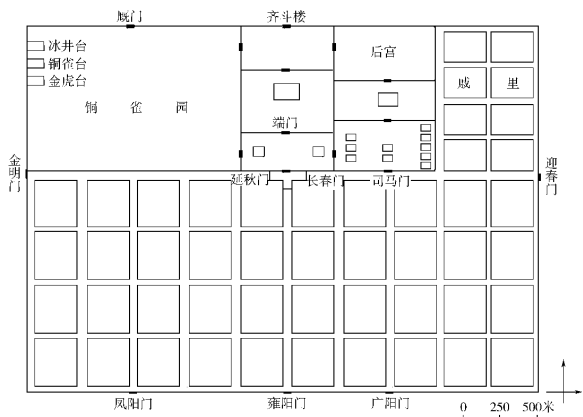 厩门
齐斗楼
冰井台
铜雀台
金虎台
后宫
戚 里
铜 雀 园
端门
金明门
延秋门
长春门
司马门
迎春门
凤阳门
雍阳门
广阳门
0 250 500米